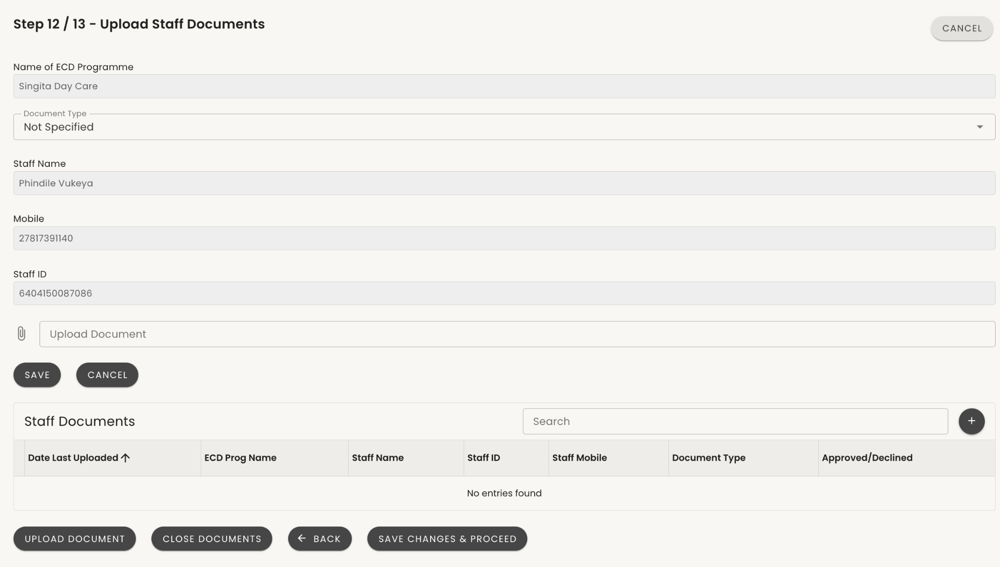 Step 12 / 13 - Upload Staff Documents
CANCEL
Name of ECD Programme
Singita Day Care
Document Type
Not Specified
Staff Name
Phindile Vukeya
Mobile
27817391140
Staff ID
6404150087086
Upload Document
SAVE CANCEL
Staff Documents Search +
Date Last Uploaded ECD Prog Name Staff Name Staff ID Staff Mobile Document Type Approved/Declined
No entries found
UPLOAD DOCUMENT CLOSE DOCUMENTS BACK SAVE CHANGES & PROCEED